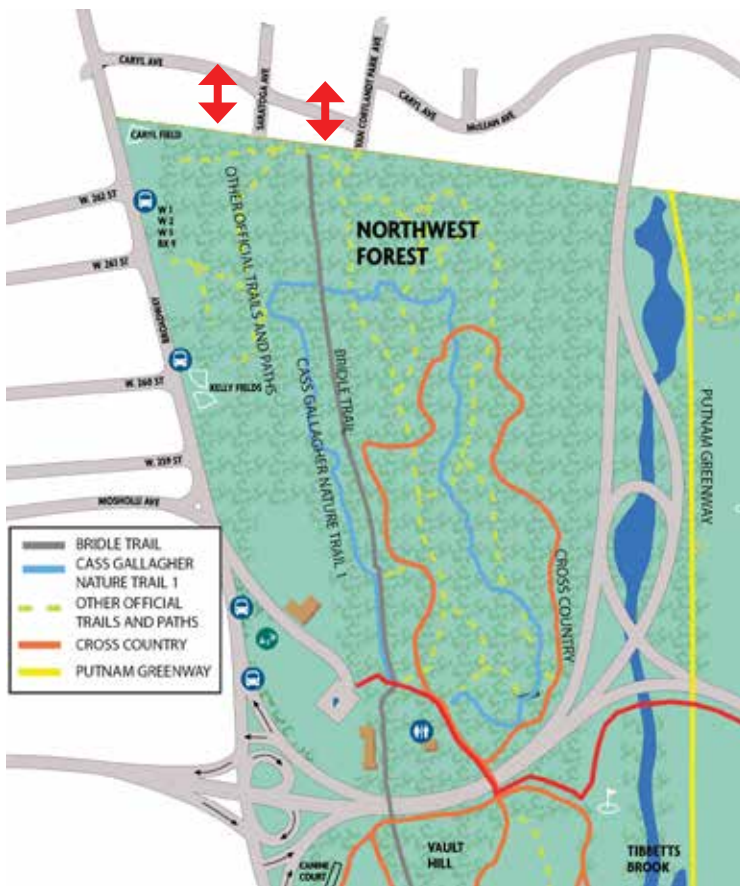 CARYL AVE
SARATOGA AVE
VAN CORTLANDT PARK AVE
CARYL AVE
McLEAN AVE
CARYL FIELD
W. 262 ST
W 1
W 2
W 3
BX 9
W. 261 ST
BROADWAY
OTHER OFFICIAL TRAILS AND PATHS
NORTHWEST
FOREST
W. 260 ST
KELLY FIELDS
CASS GALLAGHER NATURE TRAIL 1
BRIDLE TRAIL
PUTNAM GREENWAY
W. 259 ST
MOSHOLU AVE
CROSS COUNTRY
BRIDLE TRAIL
CASS GALLAGHER
NATURE TRAIL 1
OTHER OFFICIAL
TRAILS AND PATHS
CROSS COUNTRY
PUTNAM GREENWAY
VAULT
HILL
CANINE
COURT
TIBBETTS
BROOK